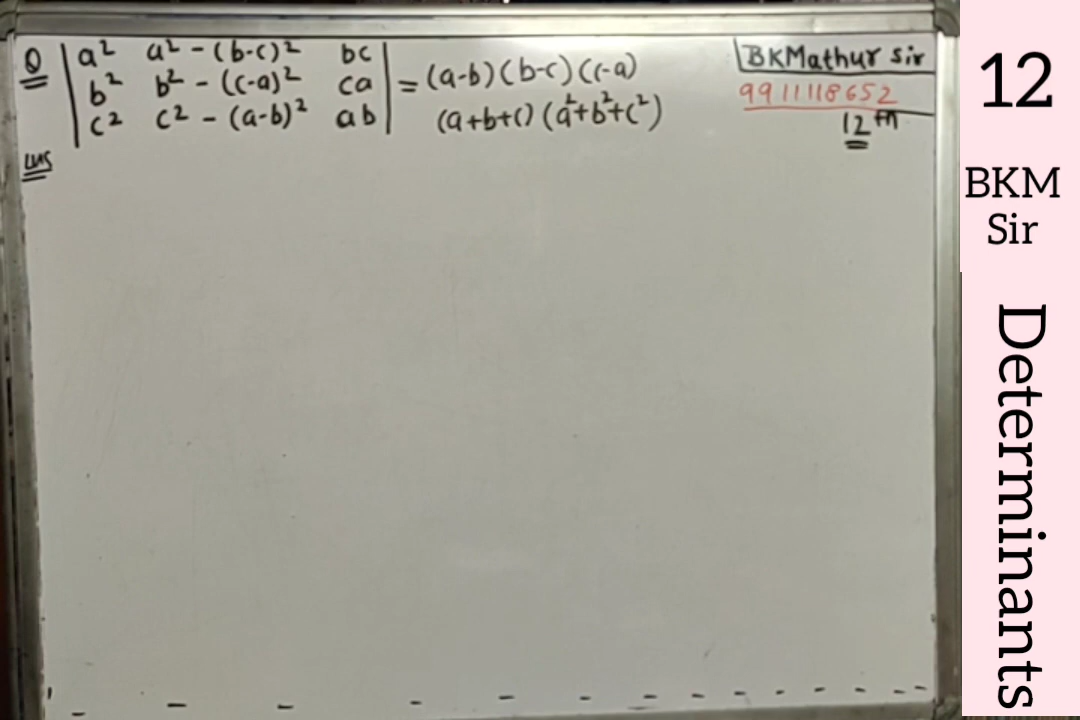 Q | a² a² - (b-c)² bc |
| b² b² - (c-a)² ca | = (a-b)(b-c)(c-a)
| c² c² - (a-b)² ab | (a+b+c)(a²+b²+c²)
LHS
BKMathur Sir
9911118652
12th
12
BKM
Sir
Determinants